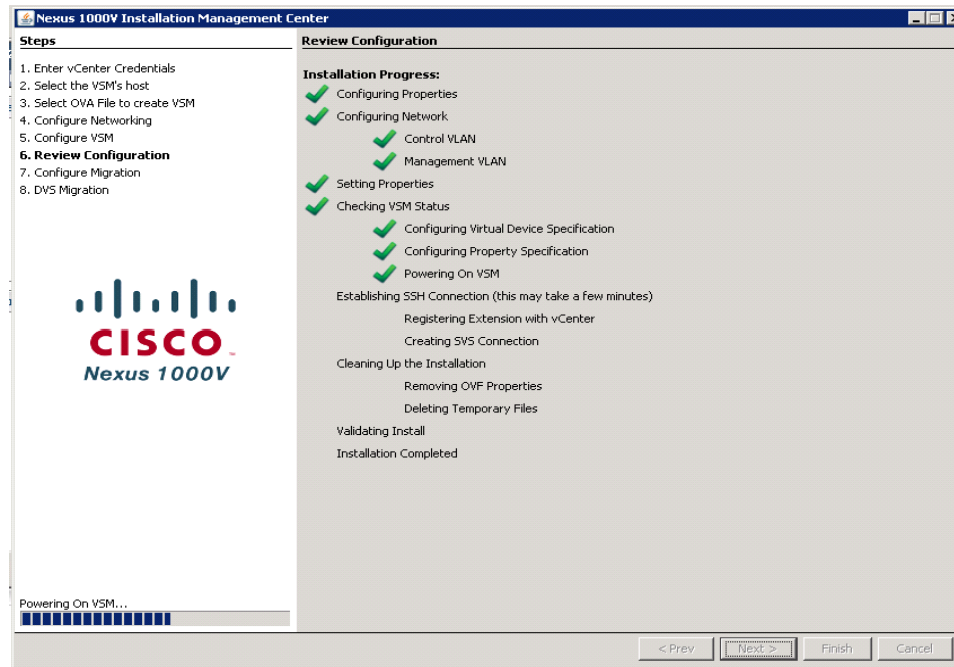 Nexus 1000V Installation Management Center
Steps
1. Enter vCenter Credentials
2. Select the VSM's host
3. Select OVA File to create VSM
4. Configure Networking
5. Configure VSM
6. Review Configuration
7. Configure Migration
8. DVS Migration
CISCO
Nexus 1000V
Powering On VSM...
Review Configuration
Installation Progress:
Configuring Properties
Configuring Network
Control VLAN
Management VLAN
Setting Properties
Checking VSM Status
Configuring Virtual Device Specification
Configuring Property Specification
Powering On VSM
Establishing SSH Connection (this may take a few minutes)
Registering Extension with vCenter
Creating SVS Connection
Cleaning Up the Installation
Removing OVF Properties
Deleting Temporary Files
Validating Install
Installation Completed
< Prev
Next >
Finish
Cancel